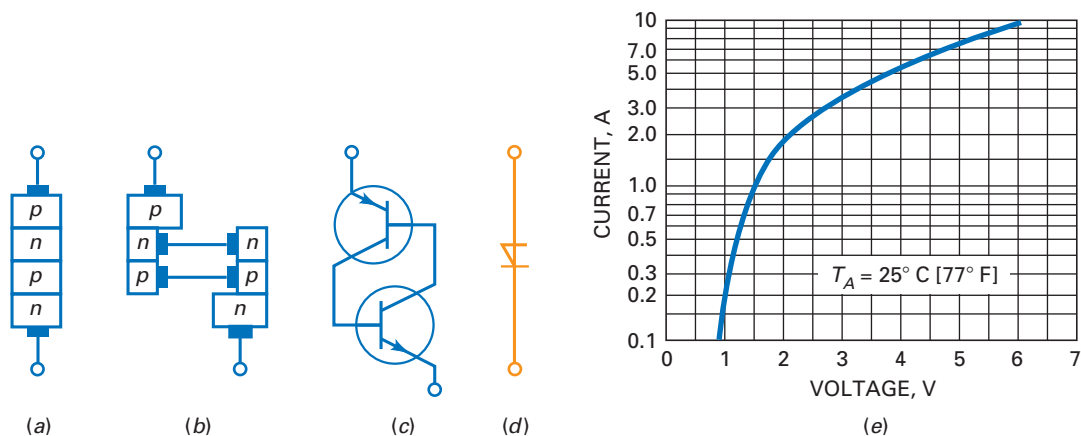 p
n
p
n
(a)
p
n
n
p
p
n
(b)
(c)
(d)
CURRENT, A
10
7.0
5.0
3.0
2.0
1.0
0.7
0.5
0.3
0.2
0.1
T_A = 25° C [77° F]
0 1 2 3 4 5 6 7
VOLTAGE, V
(e)